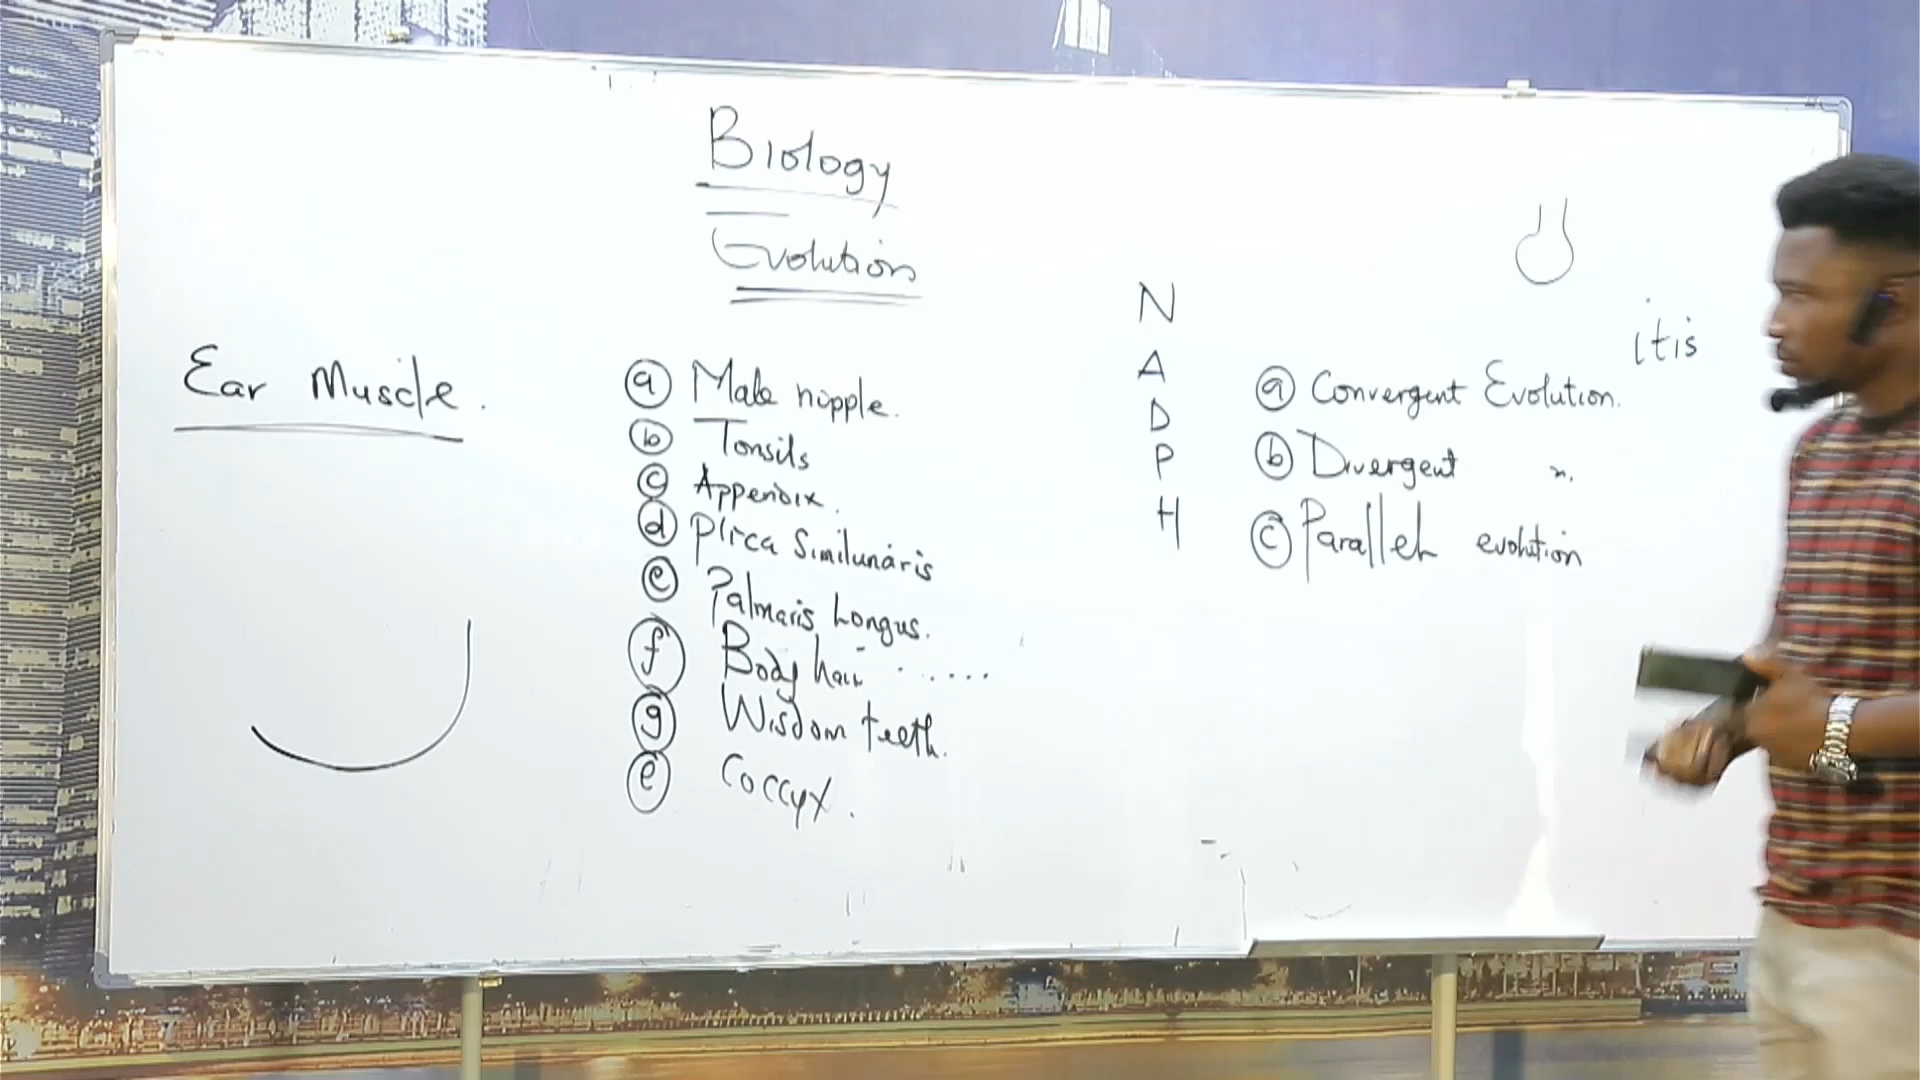 Biology
Evolution
Ear Muscle.
ⓐ Male nipple.
ⓑ Tonsils
ⓒ Appendix.
ⓓ Plica Similunaris
ⓔ Palmaris Longus.
ⓕ Body hair ......
ⓖ Wisdom teeth.
ⓔ Coccyx.
N
A
D
P
H
itis
ⓐ Convergent Evolution.
ⓑ Divergent ".
ⓒ Parallel evolution